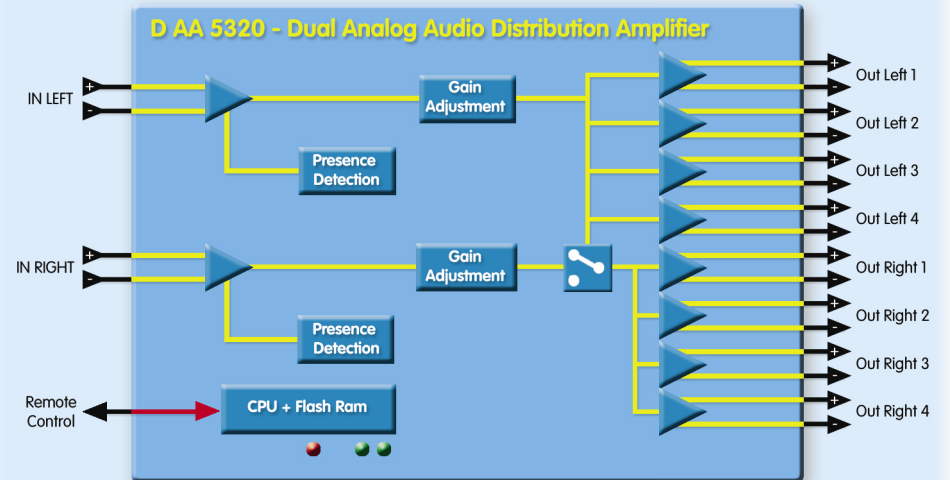 D AA 5320 - Dual Analog Audio Distribution Amplifier
IN LEFT
+
-
Gain
Adjustment
Presence
Detection
+
-
Out Left 1
+
-
Out Left 2
+
-
Out Left 3
+
-
Out Left 4
IN RIGHT
+
-
Gain
Adjustment
Presence
Detection
+
-
Out Right 1
+
-
Out Right 2
+
-
Out Right 3
+
-
Out Right 4
Remote
Control
CPU + Flash Ram